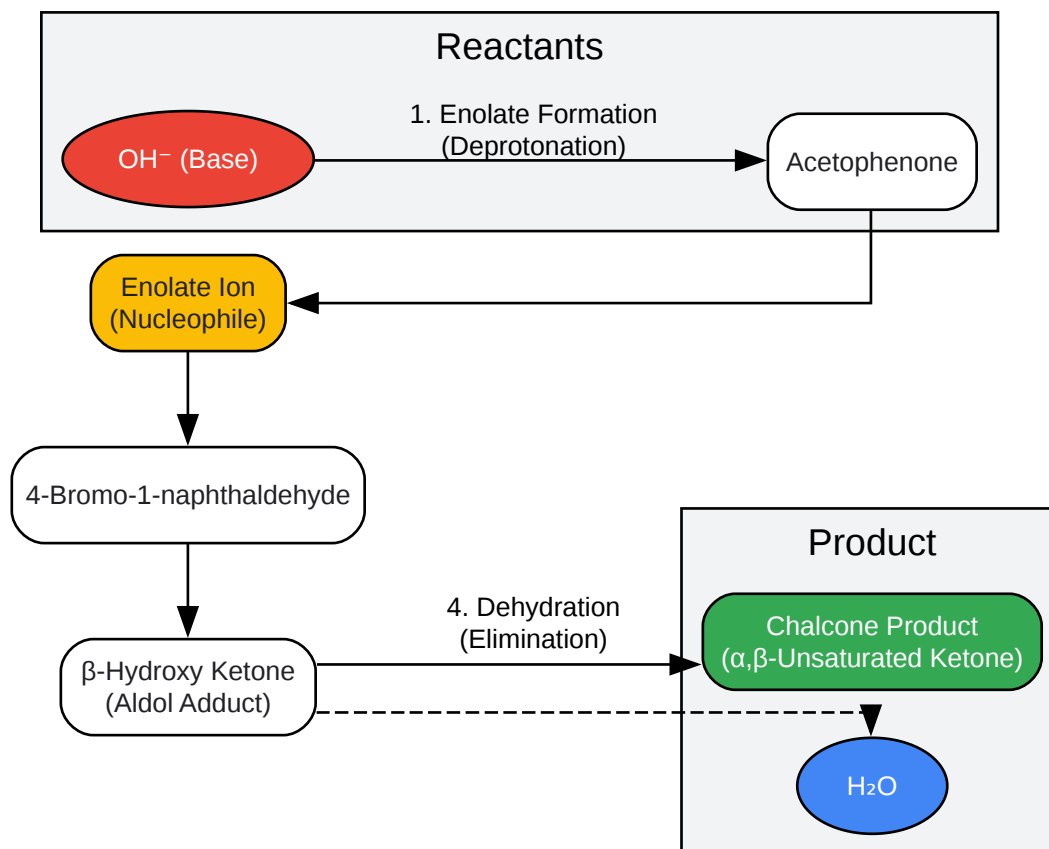 Reactants
1. Enolate Formation
(Deprotonation)
OH⁻ (Base)
Acetophenone
Enolate Ion
(Nucleophile)
4-Bromo-1-naphthaldehyde
Product
4. Dehydration
(Elimination)
Chalcone Product
(α,β-Unsaturated Ketone)
β-Hydroxy Ketone
(Aldol Adduct)
H₂O